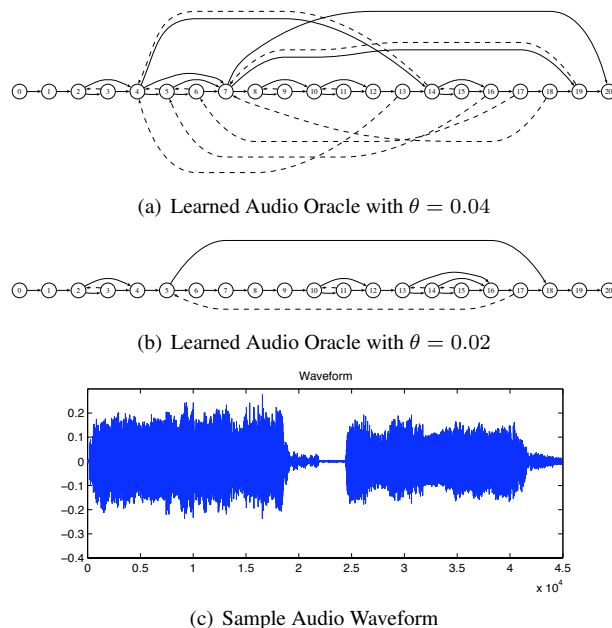 0 1 2 3 4 5 6 7 8 9 10 11 12 13 14 15 16 17 18 19 20
(a) Learned Audio Oracle with θ = 0.04
0 1 2 3 4 5 6 7 8 9 10 11 12 13 14 15 16 17 18 19 20
(b) Learned Audio Oracle with θ = 0.02
Waveform
0.2
0.1
0
−0.1
−0.2
−0.3
−0.4
0 0.5 1 1.5 2 2.5 3 3.5 4 4.5
x 10⁴
(c) Sample Audio Waveform